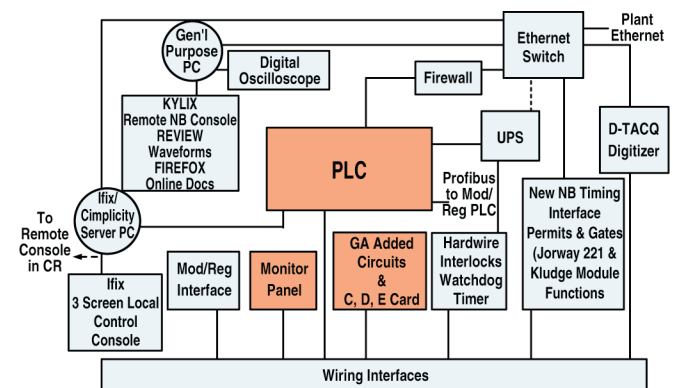 Gen'l
Purpose
PC
Digital
Oscilloscope
Ethernet
Switch
Plant
Ethernet
Firewall
KYLIX
Remote NB Console
REVIEW
Waveforms
FIREFOX
Online Docs
PLC
UPS
D-TACQ
Digitizer
Profibus
to Mod/
Reg PLC
Ifix/
Cimplicity
Server PC
To
Remote
Console
in CR
New NB Timing
Interface
Permits & Gates
(Jorway 221 &
Kludge Module
Functions
Ifix
3 Screen Local
Control
Console
Mod/Reg
Interface
Monitor
Panel
GA Added
Circuits
&
C, D, E Card
Hardwire
Interlocks
Watchdog
Timer
Wiring Interfaces